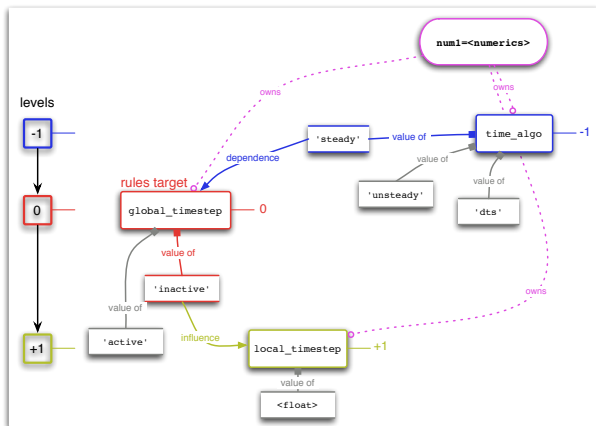 num1=<numerics>
owns
owns
levels
-1
'steady'
value of
time_algo
-1
dependence
value of
rules target
'unsteady'
value of
0
global_timestep
0
'dts'
value of
'inactive'
owns
value of
+1
'active'
influence
local_timestep
+1
value of
<float>